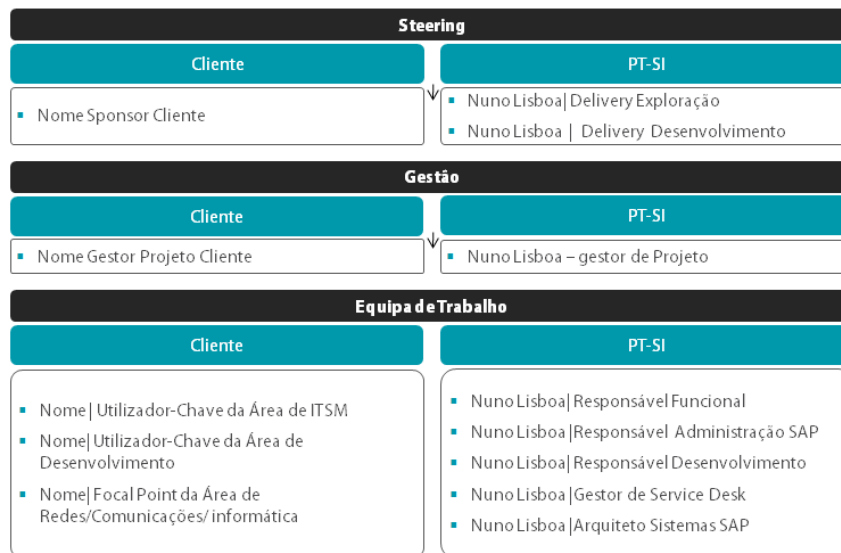 Steering
Cliente
PT-SI
Nome Sponsor Cliente
Nuno Lisboa| Delivery Exploração
Nuno Lisboa | Delivery Desenvolvimento
Gestão
Cliente
PT-SI
Nome Gestor Projeto Cliente
Nuno Lisboa – gestor de Projeto
Equipa de Trabalho
Cliente
PT-SI
Nome| Utilizador-Chave da Área de ITSM
Nome| Utilizador-Chave da Área de
Desenvolvimento
Nome| Focal Point da Área de
Redes/Comunicações/ informática
Nuno Lisboa| Responsável Funcional
Nuno Lisboa |Responsável Administração SAP
Nuno Lisboa| Responsável Desenvolvimento
Nuno Lisboa |Gestor de Service Desk
Nuno Lisboa |Arquiteto Sistemas SAP